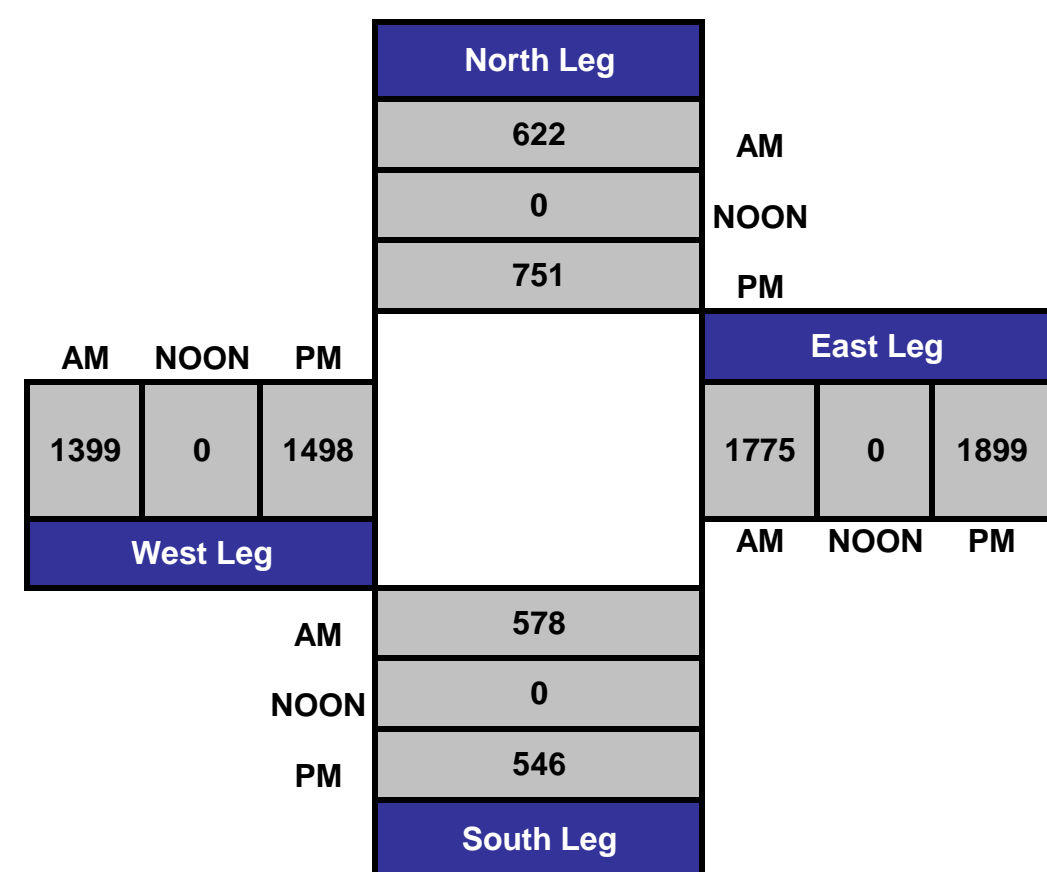 North Leg
622
AM
0
NOON
751
PM
East Leg
AM NOON PM
1399 0 1498
1775 0 1899
West Leg
AM NOON PM
AM
578
NOON
0
PM
546
South Leg